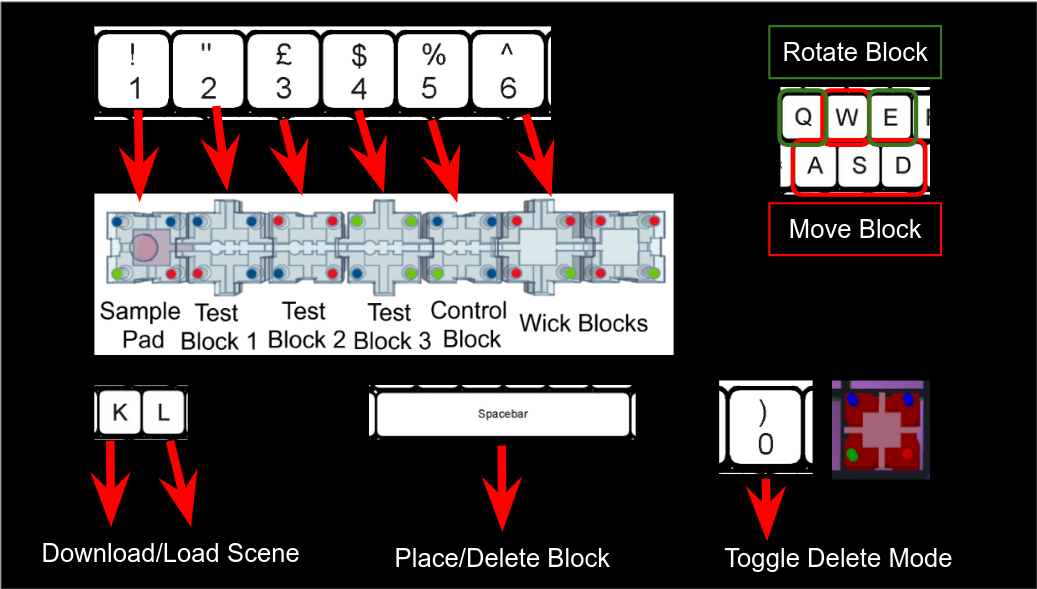 ! " £ $ % ^
1 2 3 4 5 6
Rotate Block
Q W E
A S D
Move Block
Sample Pad
Test Block 1
Test Block 2
Test Block 3
Control Block
Wick Blocks
K L
Spacebar
)
0
Download/Load Scene
Place/Delete Block
Toggle Delete Mode